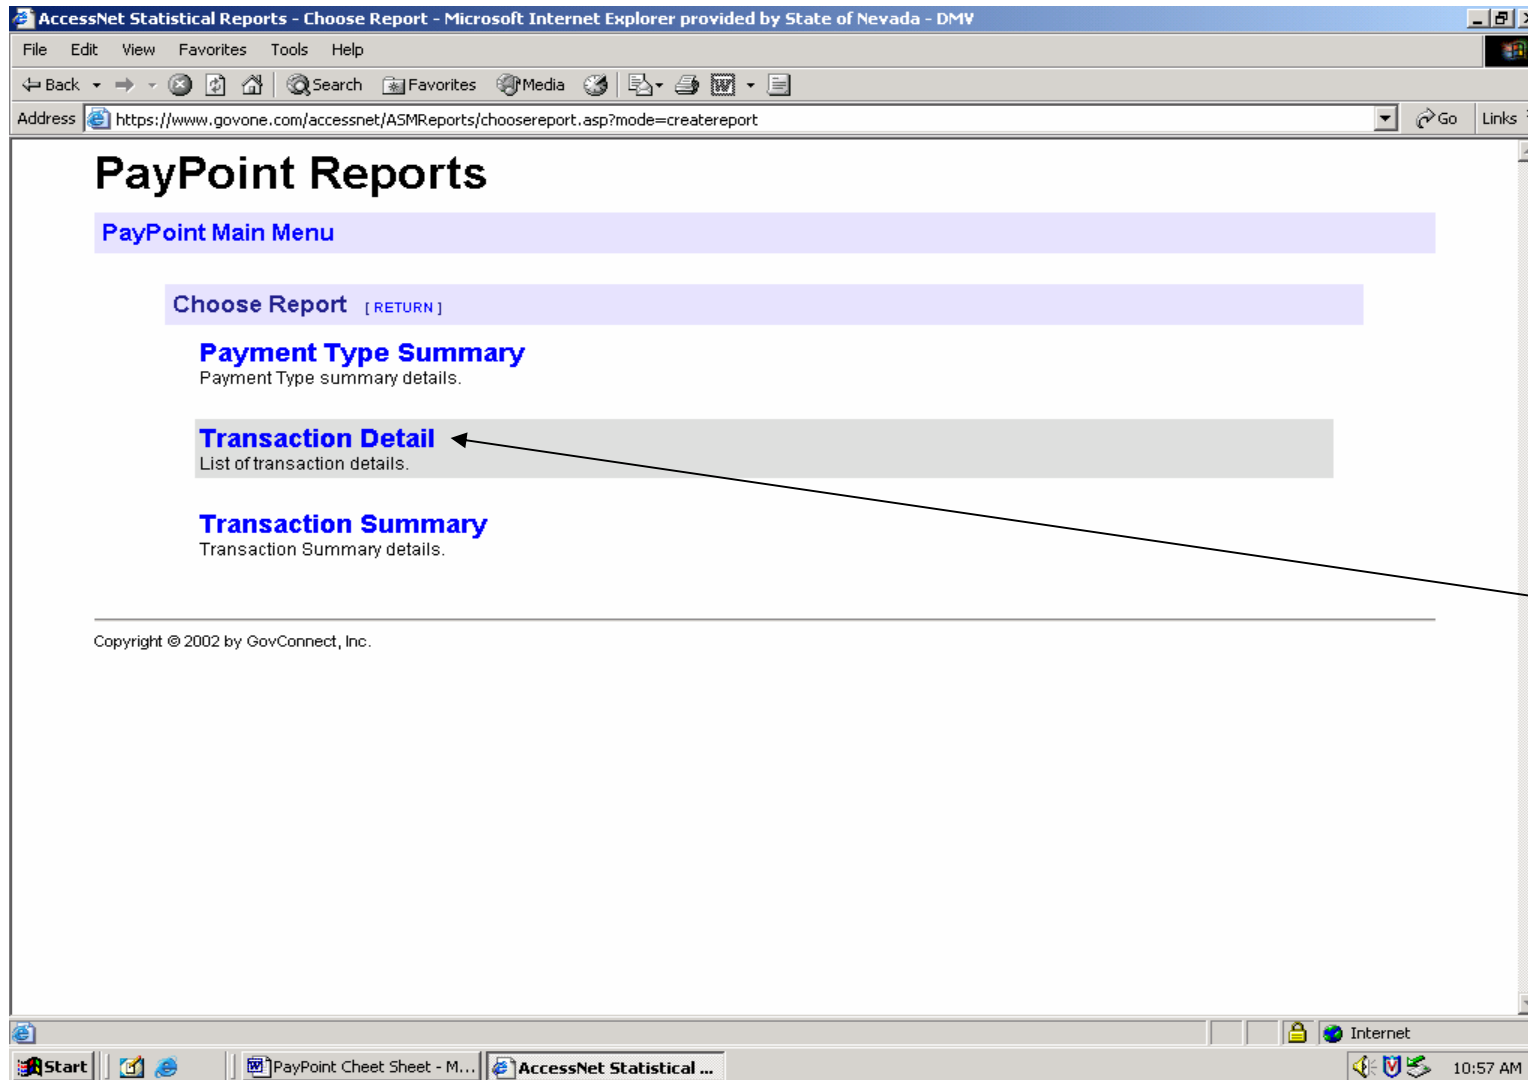 AccessNet Statistical Reports - Choose Report - Microsoft Internet Explorer provided by State of Nevada - DMV
File Edit View Favorites Tools Help
Back Search Favorites Media
Address https://www.govone.com/accessnet/ASMReports/choosereport.asp?mode=createreport Go Links
PayPoint Reports
PayPoint Main Menu
Choose Report [ RETURN ]
Payment Type Summary
Payment Type summary details.
Transaction Detail
List of transaction details.
Transaction Summary
Transaction Summary details.
Copyright © 2002 by GovConnect, Inc.
Internet
Start PayPoint Cheet Sheet - M... AccessNet Statistical ... 10:57 AM